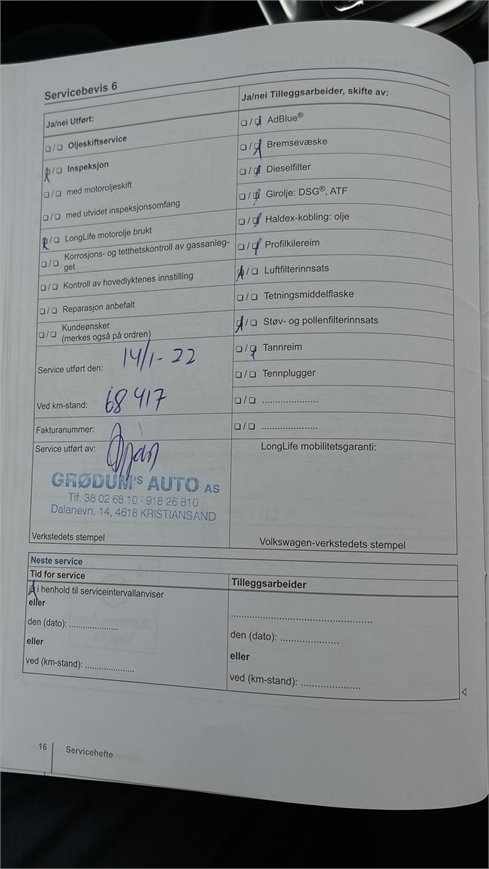 Servicebevis 6
Ja/nei Utført:
▢ / ▢ Oljeskiftservice
▢ / ▢ Inspeksjon
▢ / ▢ med motoroljeskift
▢ / ▢ med utvidet inspeksjonsomfang
▢ / ▢ LongLife motorolje brukt
▢ / ▢ Korrosjons- og tetthetskontroll av gassanleg-
get
▢ / ▢ Kontroll av hovedlyktenes innstilling
▢ / ▢ Reparasjon anbefalt
▢ / ▢ Kundeønsker
(merkes også på ordren)
Service utført den: 14/1-22
Ved km-stand: 68 417
Fakturanummer:
Service utført av:
GRØDUM'S AUTO AS
Tlf. 38 02 68 10 - 918 26 810
Dalanevn. 14, 4618 KRISTIANSAND
Verkstedets stempel
Ja/nei Tilleggsarbeider, skifte av:
▢ / ▢ AdBlue®
▢ / ▢ Bremsevæske
▢ / ▢ Dieselfilter
▢ / ▢ Girolje: DSG®, ATF
▢ / ▢ Haldex-kobling: olje
▢ / ▢ Profilkilereim
▢ / ▢ Luftfilterinnsats
▢ / ▢ Tetningsmiddelflaske
▢ / ▢ Støv- og pollenfilterinnsats
▢ / ▢ Tannreim
▢ / ▢ Tennplugger
▢ / ▢ .....................
▢ / ▢ .....................
LongLife mobilitetsgaranti:
Volkswagen-verkstedets stempel
Neste service
Tid for service
▢ i henhold til serviceintervallanviser
eller
den (dato): .....................
eller
ved (km-stand): .....................
Tilleggsarbeider
.....................................................
den (dato): .....................
eller
ved (km-stand): .....................
16 Servicehefte